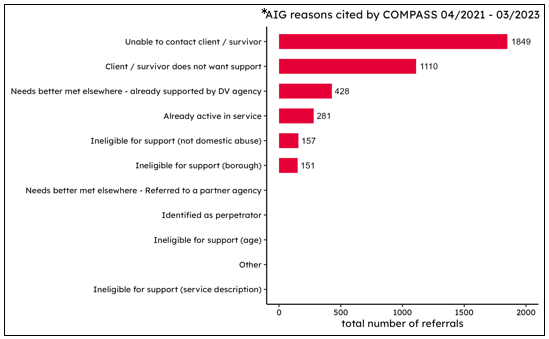 *AIG reasons cited by COMPASS 04/2021 - 03/2023
Unable to contact client / survivor 1849
Client / survivor does not want support 1110
Needs better met elsewhere - already supported by DV agency 428
Already active in service 281
Ineligible for support (not domestic abuse) 157
Ineligible for support (borough) 151
Needs better met elsewhere - Referred to a partner agency
Identified as perpetrator
Ineligible for support (age)
Other
Ineligible for support (service description)
0 500 1000 1500 2000
total number of referrals